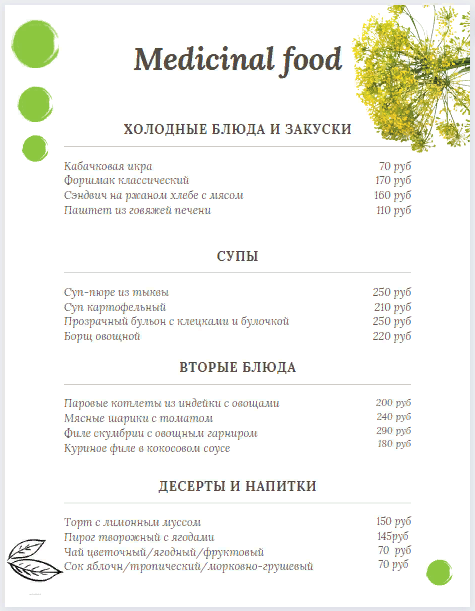 Medicinal food
ХОЛОДНЫЕ БЛЮДА И ЗАКУСКИ
Кабачковая икра 70 руб
Форшмак классический 170 руб
Сэндвич на ржаном хлебе с мясом 160 руб
Паштет из говяжей печени 110 руб
СУПЫ
Суп-пюре из тыквы 250 руб
Суп картофельный 210 руб
Прозрачный бульон с клецками и булочкой 250 руб
Борщ овощной 220 руб
ВТОРЫЕ БЛЮДА
Паровые котлеты из индейки с овощами 200 руб
Мясные шарики с томатом 240 руб
Филе скумбрии с овощным гарниром 290 руб
Куриное филе в кокосовом соусе 180 руб
ДЕСЕРТЫ И НАПИТКИ
Торт с лимонным муссом 150 руб
Пирог творожный с ягодами 145руб
Чай цветочный/ягодный/фруктовый 70 руб
Сок яблочн/тропический/морковно-грушевый 70 руб